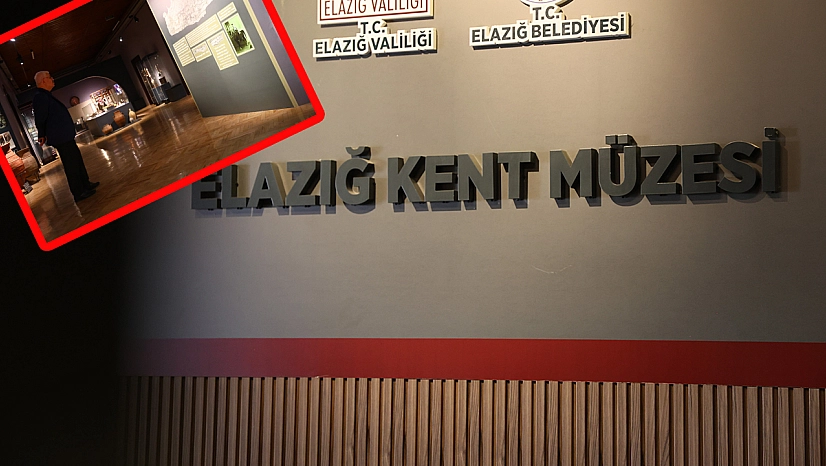 ELAZIĞ VALİLİĞİ
T.C.
ELAZIĞ VALİLİĞİ
T.C.
ELAZIĞ BELEDİYESİ
ELAZIĞ KENT MÜZESİ